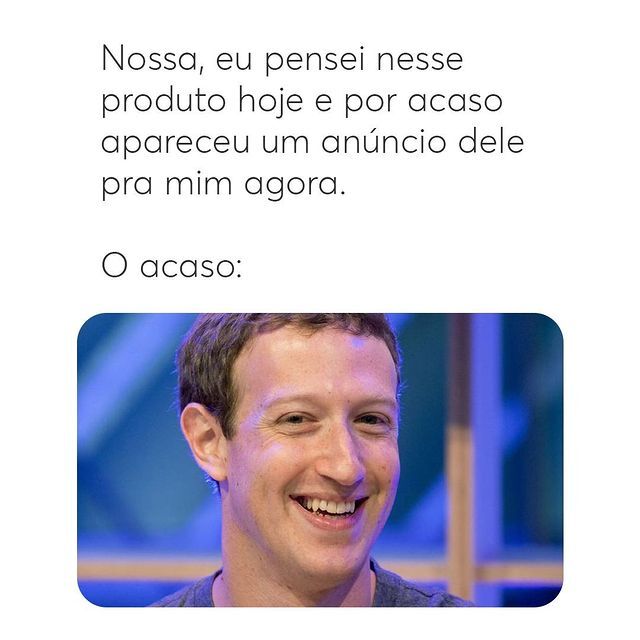 Nossa, eu pensei nesse
produto hoje e por acaso
apareceu um anúncio dele
pra mim agora.
O acaso: